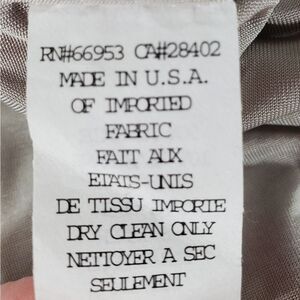 RN#66953 CA#28402
MADE IN U.S.A.
OF IMPORTED
FABRIC
FAIT AUX
ETATS-UNIS
DE TISSU IMPORTE
DRY CLEAN ONLY
NETTOYER A SEC
SEULEMENT